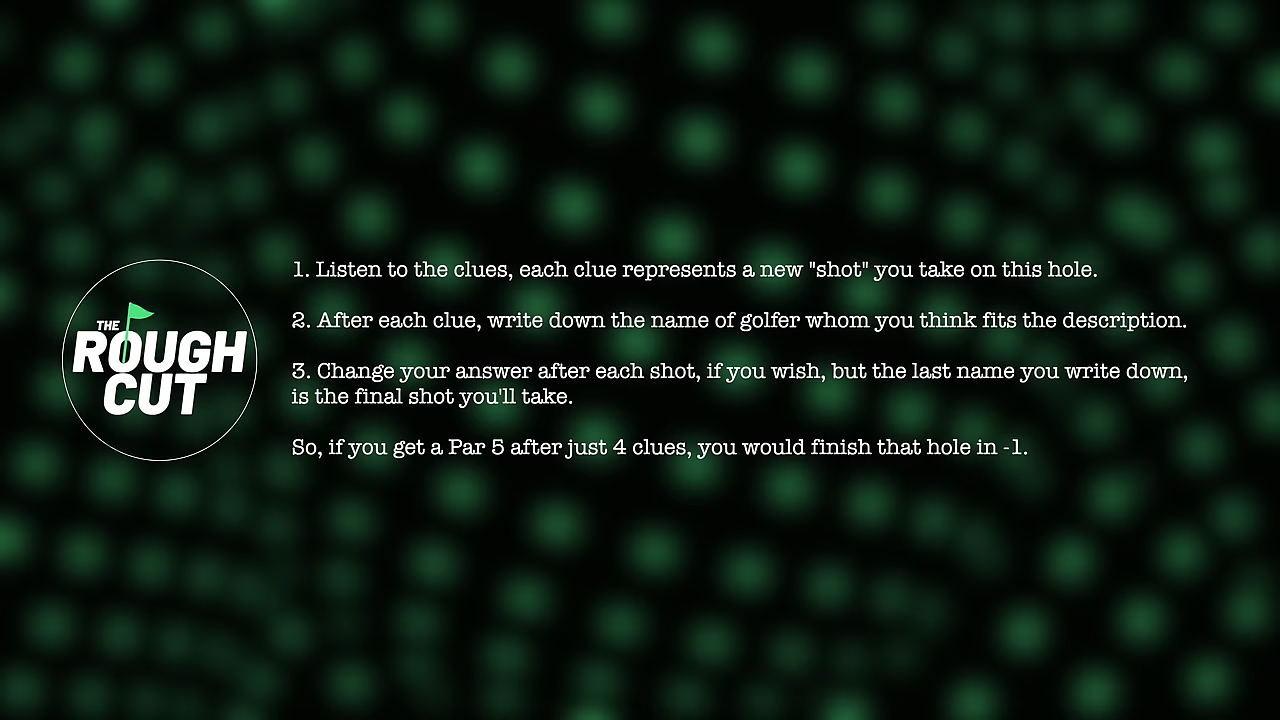 THE
ROUGH
CUT
1. Listen to the clues, each clue represents a new "shot" you take on this hole.
2. After each clue, write down the name of golfer whom you think fits the description.
3. Change your answer after each shot, if you wish, but the last name you write down,
is the final shot you'll take.
So, if you get a Par 5 after just 4 clues, you would finish that hole in -1.